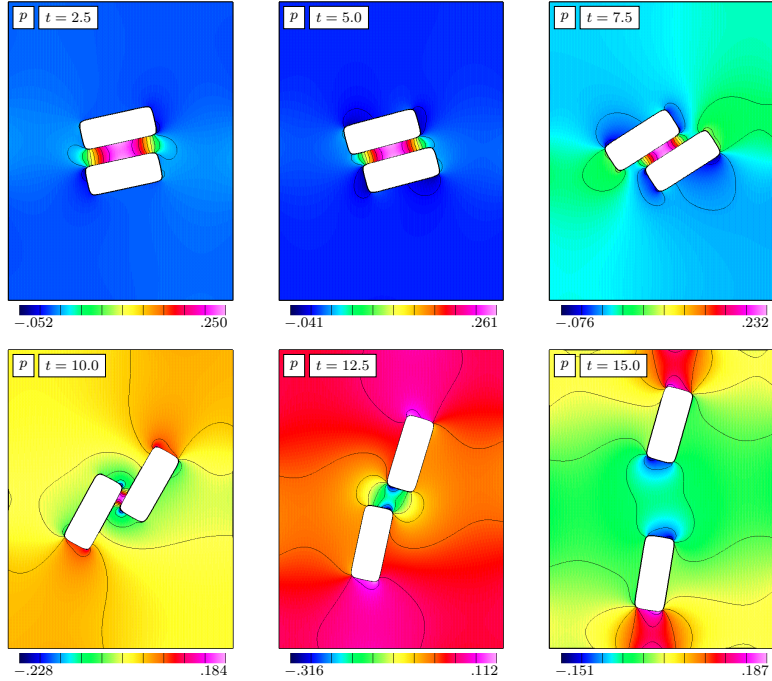 p t = 2.5
p t = 5.0
p t = 7.5
−.052 .250
−.041 .261
−.076 .232
p t = 10.0
p t = 12.5
p t = 15.0
−.228 .184
−.316 .112
−.151 .187